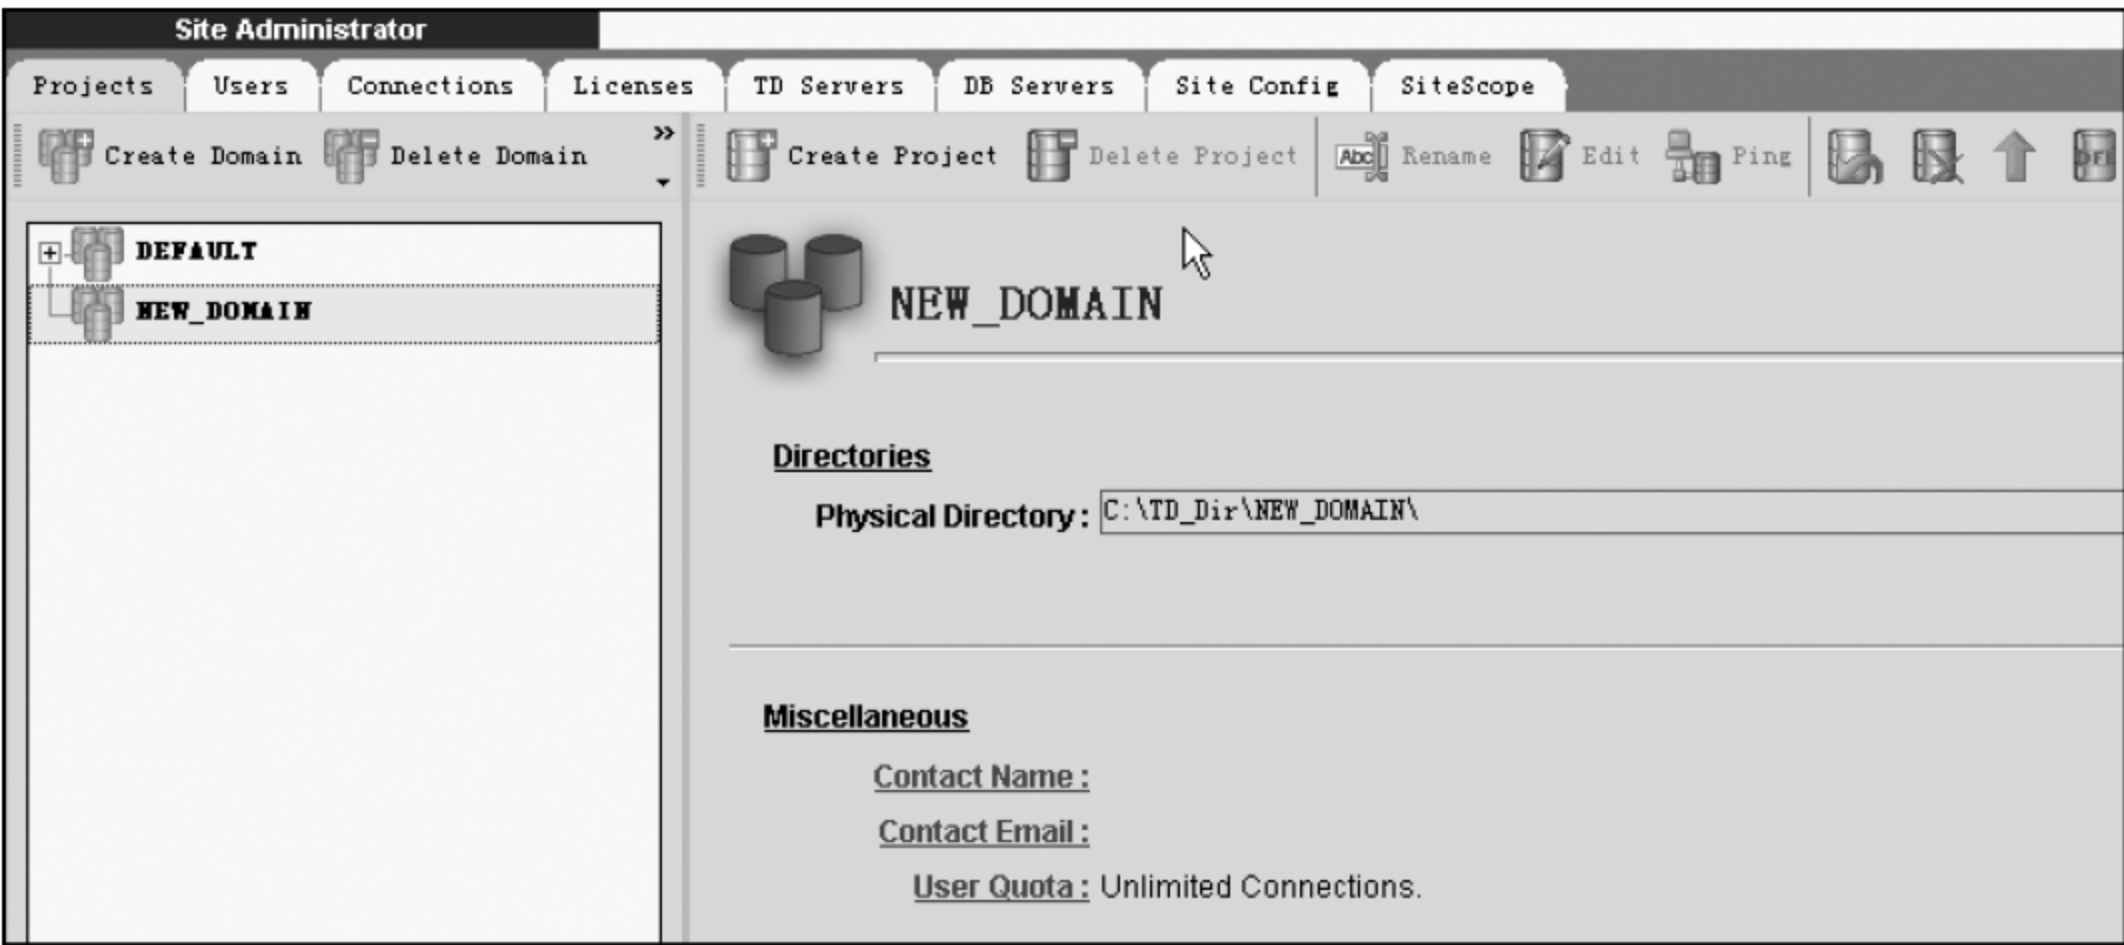 Site Administrator
Projects Users Connections Licenses TD Servers DB Servers Site Config SiteScope
Create Domain Delete Domain » Create Project Delete Project Abc Rename Edit Ping DFL
DEFAULT
NEW_DOMAIN
NEW_DOMAIN
Directories
Physical Directory : C:\TD_Dir\NEW_DOMAIN\
Miscellaneous
Contact Name :
Contact Email :
User Quota : Unlimited Connections.